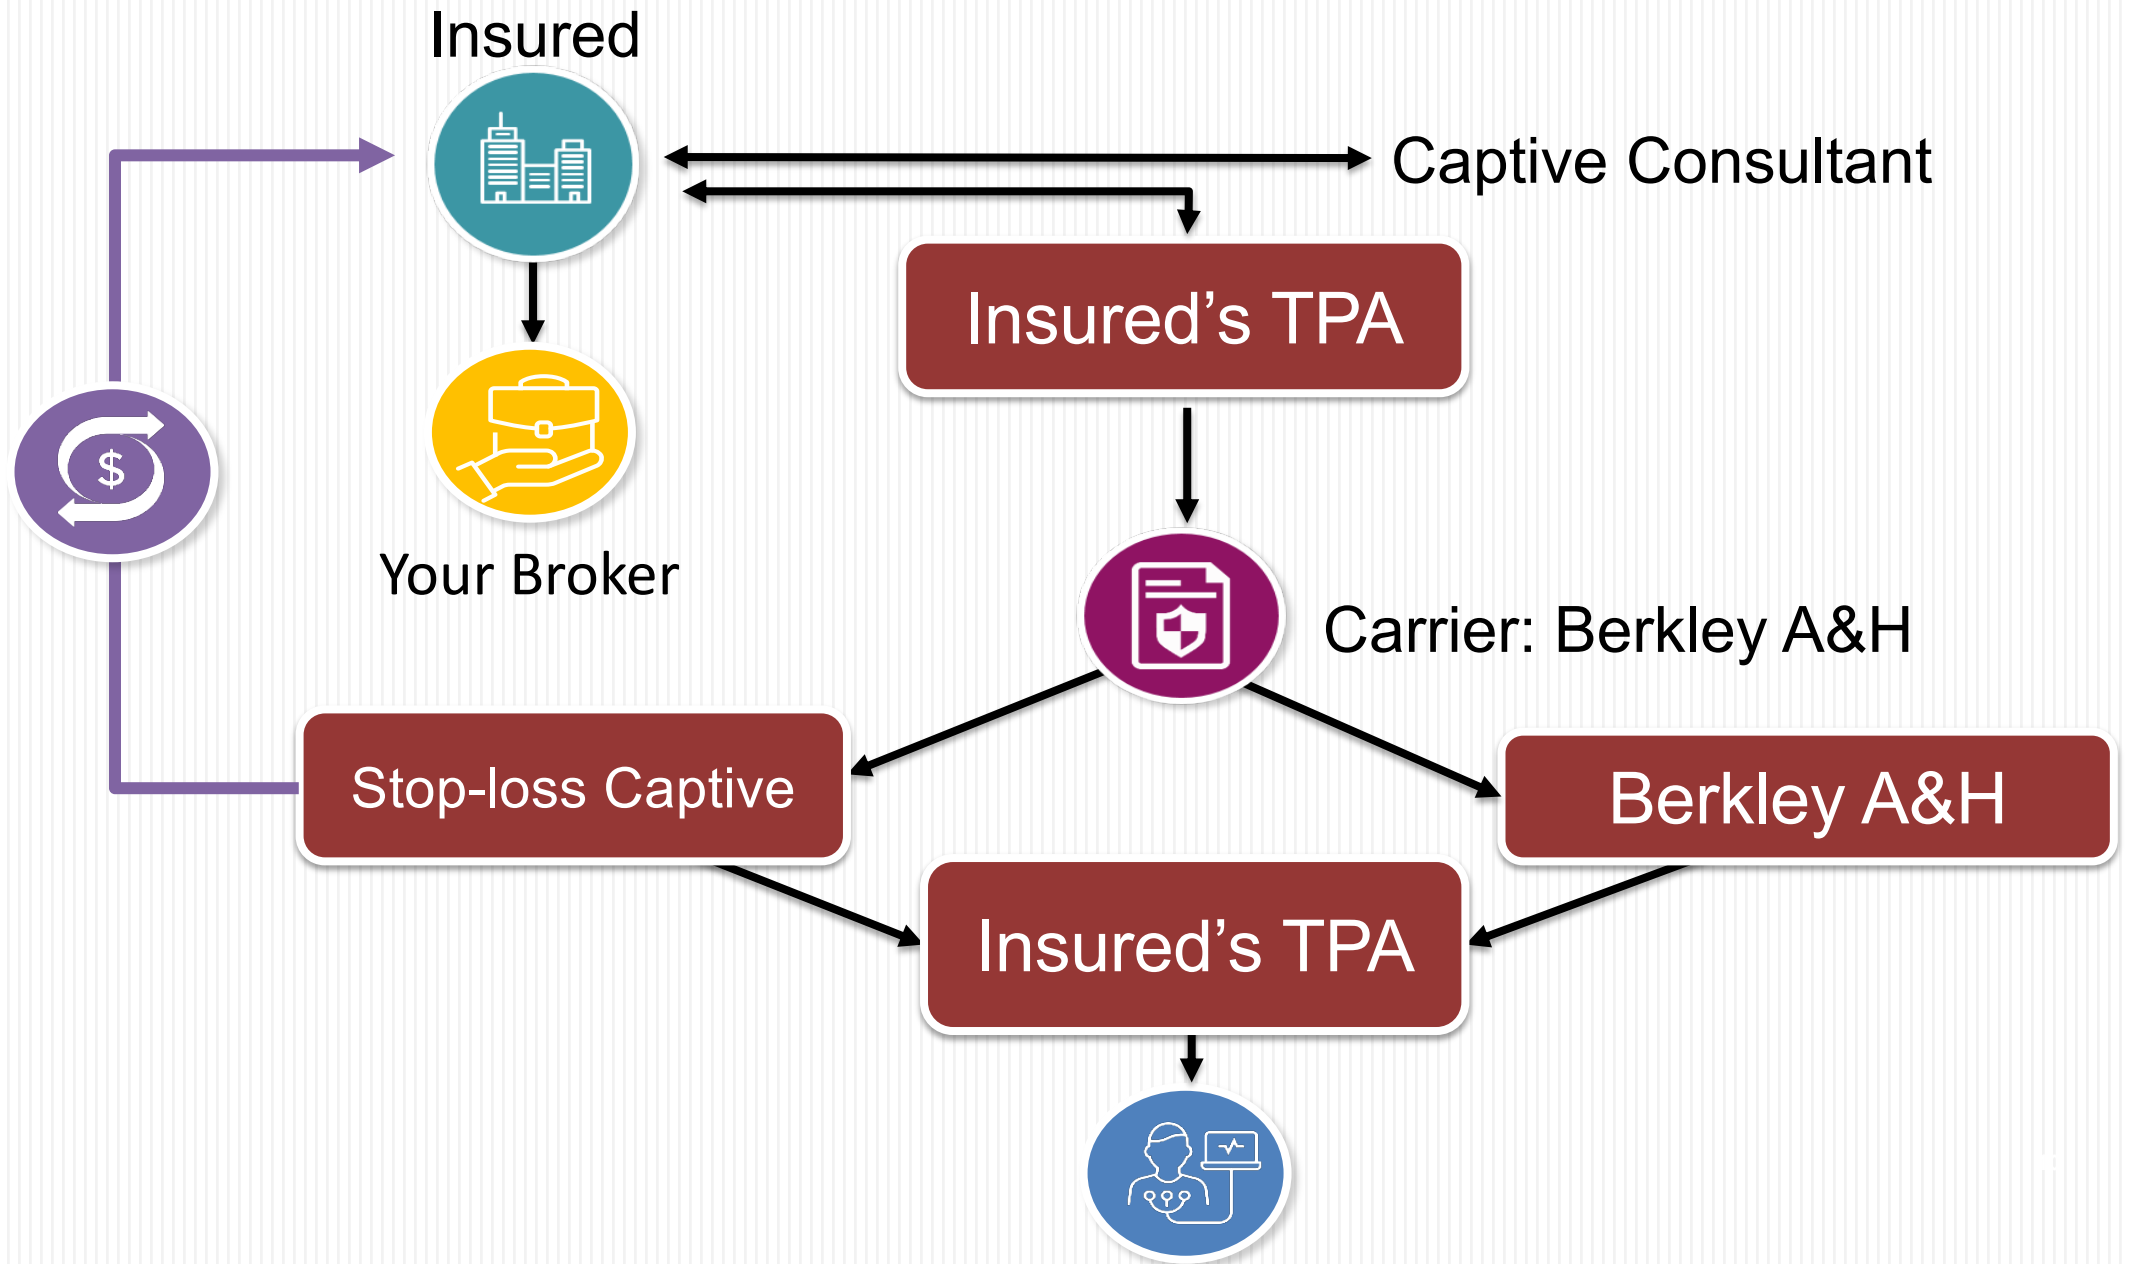 Insured
Captive Consultant
Insured’s TPA
$
Your Broker
Carrier: Berkley A&H
Stop-loss Captive
Berkley A&H
Insured’s TPA